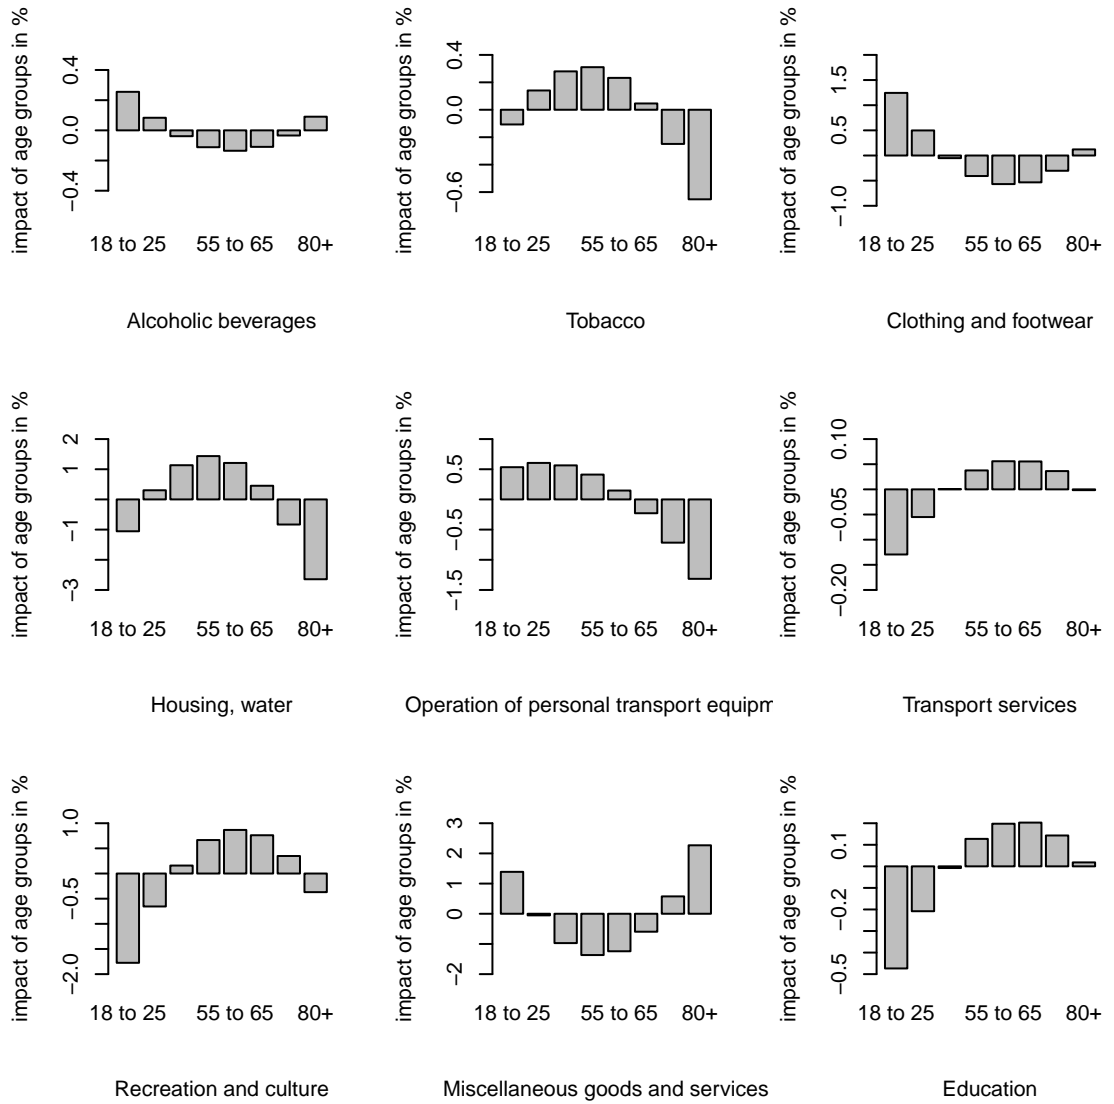 impact of age groups in %
0.4
0.0
−0.4
18 to 25 55 to 65 80+
Alcoholic beverages
impact of age groups in %
0.4
0.0
−0.6
18 to 25 55 to 65 80+
Tobacco
impact of age groups in %
1.5
0.5
−1.0
18 to 25 55 to 65 80+
Clothing and footwear
impact of age groups in %
2
1
−1
−3
18 to 25 55 to 65 80+
Housing, water
impact of age groups in %
0.5
−0.5
−1.5
18 to 25 55 to 65 80+
Operation of personal transport equipm
impact of age groups in %
0.10
−0.05
−0.20
18 to 25 55 to 65 80+
Transport services
impact of age groups in %
1.0
−0.5
−2.0
18 to 25 55 to 65 80+
Recreation and culture
impact of age groups in %
3
2
1
0
−2
18 to 25 55 to 65 80+
Miscellaneous goods and services
impact of age groups in %
0.1
−0.2
−0.5
18 to 25 55 to 65 80+
Education